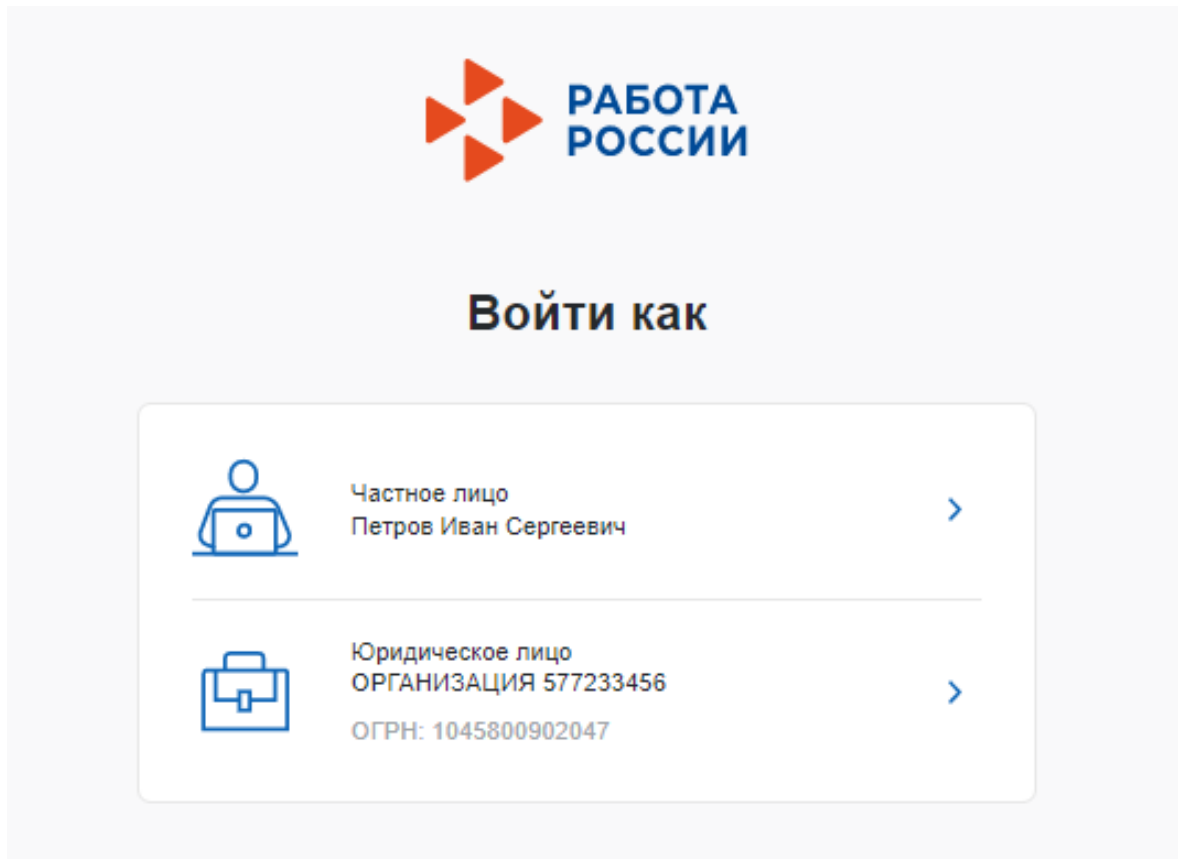 РАБОТА
РОССИИ
Войти как
Частное лицо
Петров Иван Сергеевич
Юридическое лицо
ОРГАНИЗАЦИЯ 577233456
ОГРН: 1045800902047